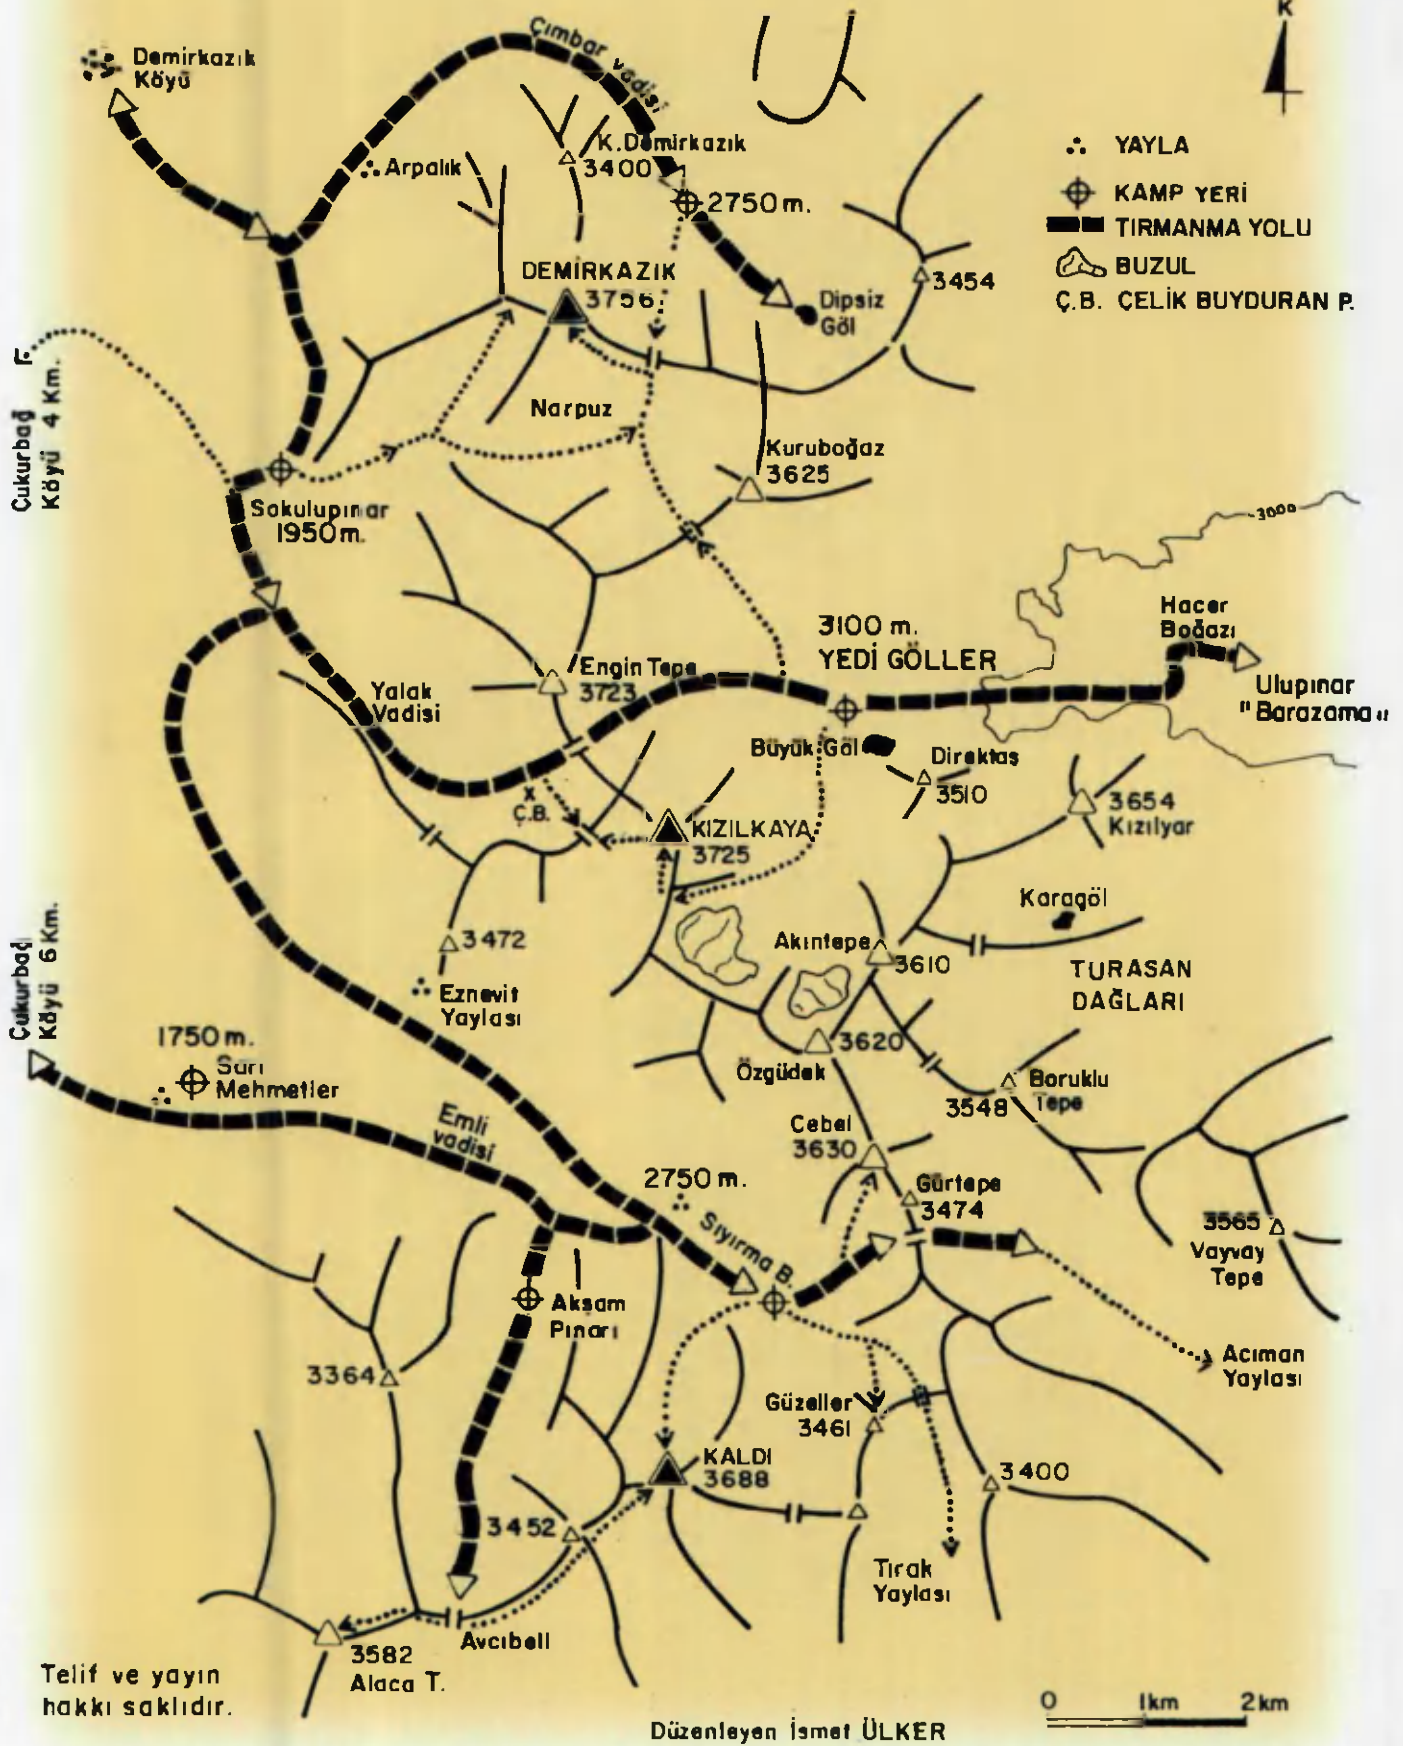 K
Demirkazık
Köyü
Çımbar vadisi
Arpalık
K.Demirkazık
3400
2750 m.
YAYLA
KAMP YERİ
TIRMANMA YOLU
BUZUL
Ç.B. ÇELİK BUYDURAN P.
DEMİRKAZIK
3756
Dipsiz
Göl
3454
Çukurbağ
Köyü 4 Km.
Narpuz
Kuruboğaz
3625
Sokulupınar
1950m.
3000
Hacer
Boğazı
3100 m.
YEDİ GÖLLER
Ulupınar
"Barazama"
Engin Tepe
3723
Yalak
Vadisi
Büyük Göl
Direktaş
3510
Ç.B.
KIZILKAYA
3725
3654
Kızılyar
Karagöl
3472
Eznevit
Yaylası
Akıntepe
3610
TURASAN
DAĞLARI
Çukurbağ
Köyü 6 Km.
1750 m.
Sarı
Mehmetler
3620
Özgüdek
Boruklu
Tepe
3548
Emli
vadisi
Cebel
3630
2750 m.
Sıyırma B.
Gürtepe
3474
3565
Vayvay
Tepe
Akşam
Pınarı
3364
Acıman
Yaylası
Güzeller
3461
KALDI
3688
3400
3452
Tırak
Yaylası
Avcıbeli
3582
Alaca T.
Telif ve yayın
hakkı saklıdır.
0 1km 2km
Düzenleyen İsmet ÜLKER